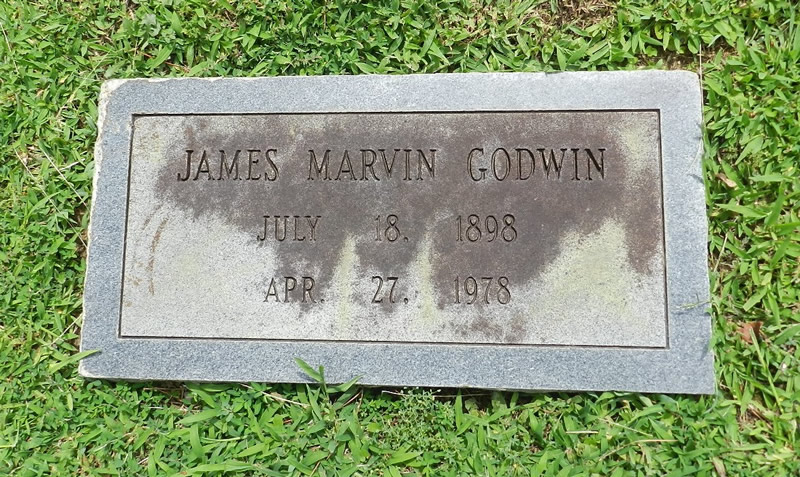 JAMES MARVIN GODWIN
JULY 18, 1898
APR. 27, 1978